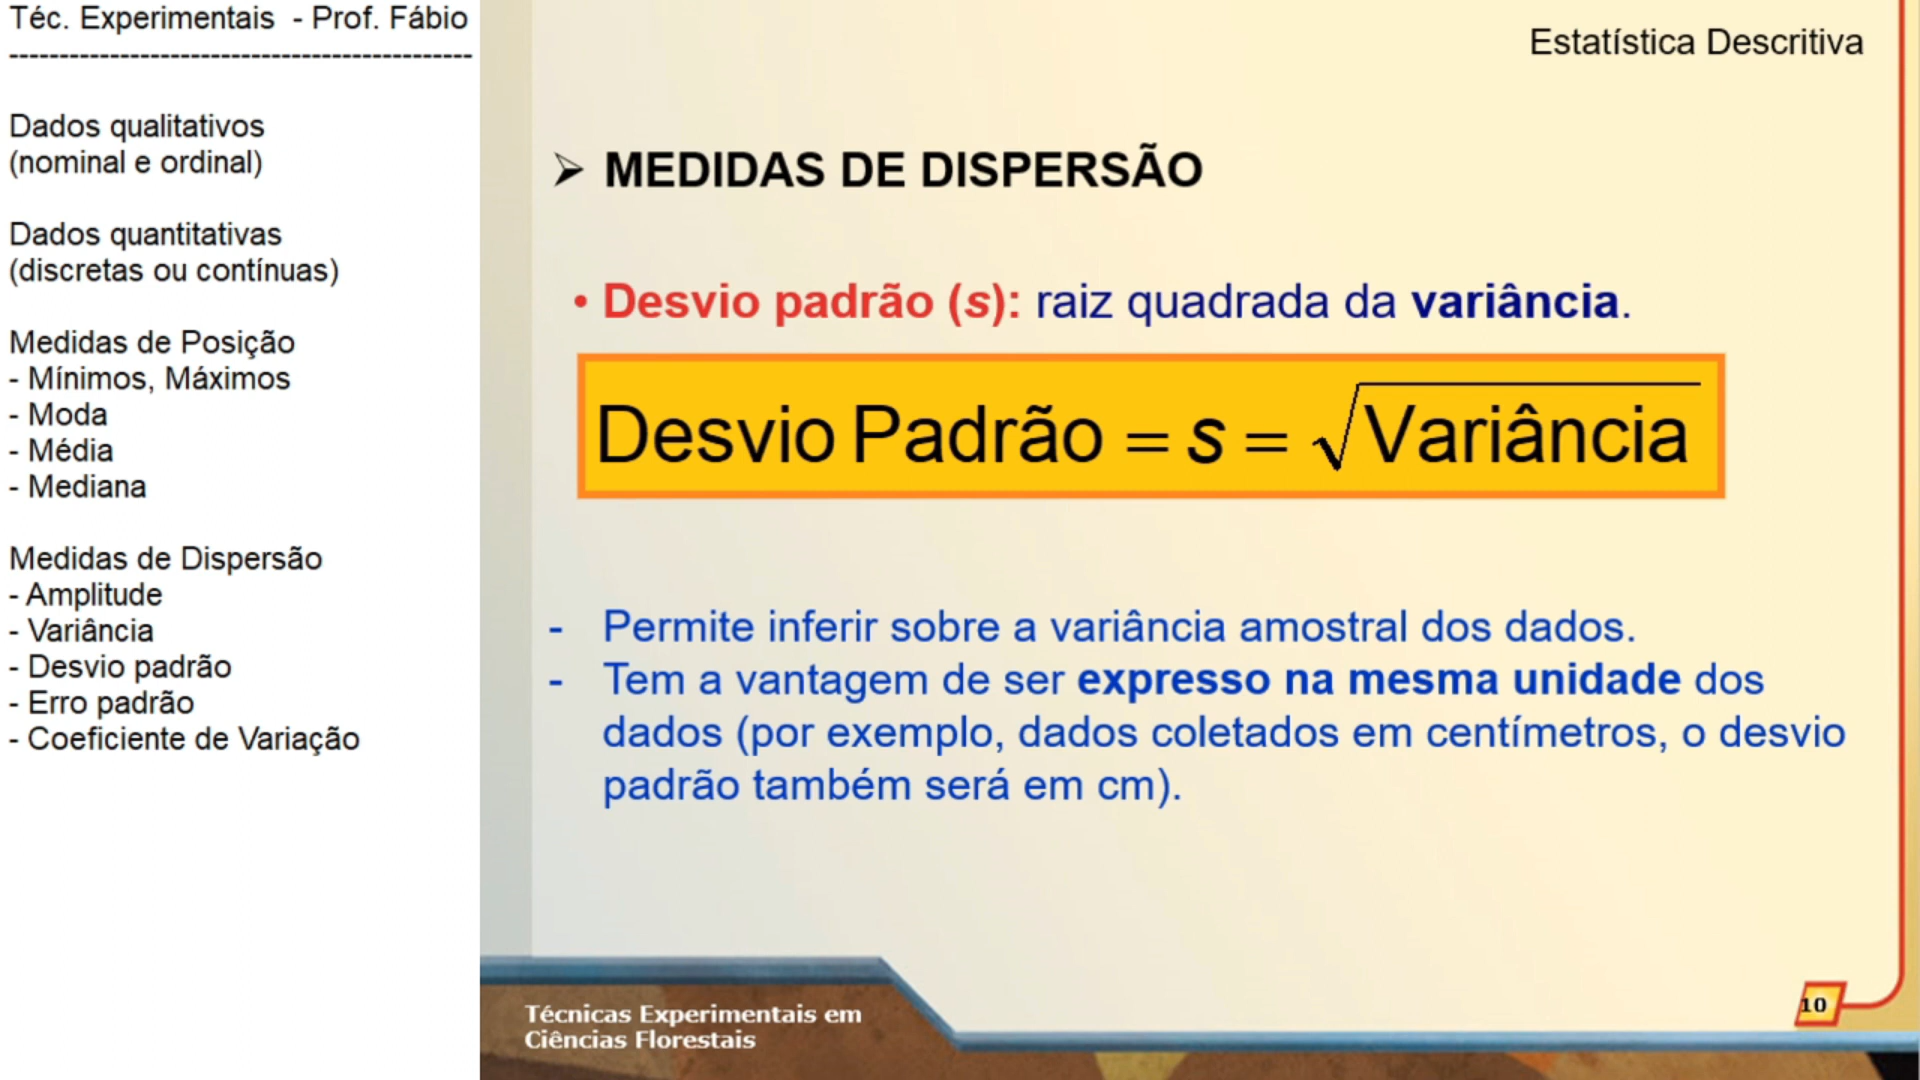 Téc. Experimentais - Prof. Fábio
----------------------------------------------
Dados qualitativos
(nominal e ordinal)
Dados quantitativas
(discretas ou contínuas)
Medidas de Posição
- Mínimos, Máximos
- Moda
- Média
- Mediana
Medidas de Dispersão
- Amplitude
- Variância
- Desvio padrão
- Erro padrão
- Coeficiente de Variação
Estatística Descritiva
➢ MEDIDAS DE DISPERSÃO
• Desvio padrão (s): raiz quadrada da variância.
Desvio Padrão = s = √Variância
- Permite inferir sobre a variância amostral dos dados.
- Tem a vantagem de ser expresso na mesma unidade dos
dados (por exemplo, dados coletados em centímetros, o desvio
padrão também será em cm).
Técnicas Experimentais em
Ciências Florestais
10